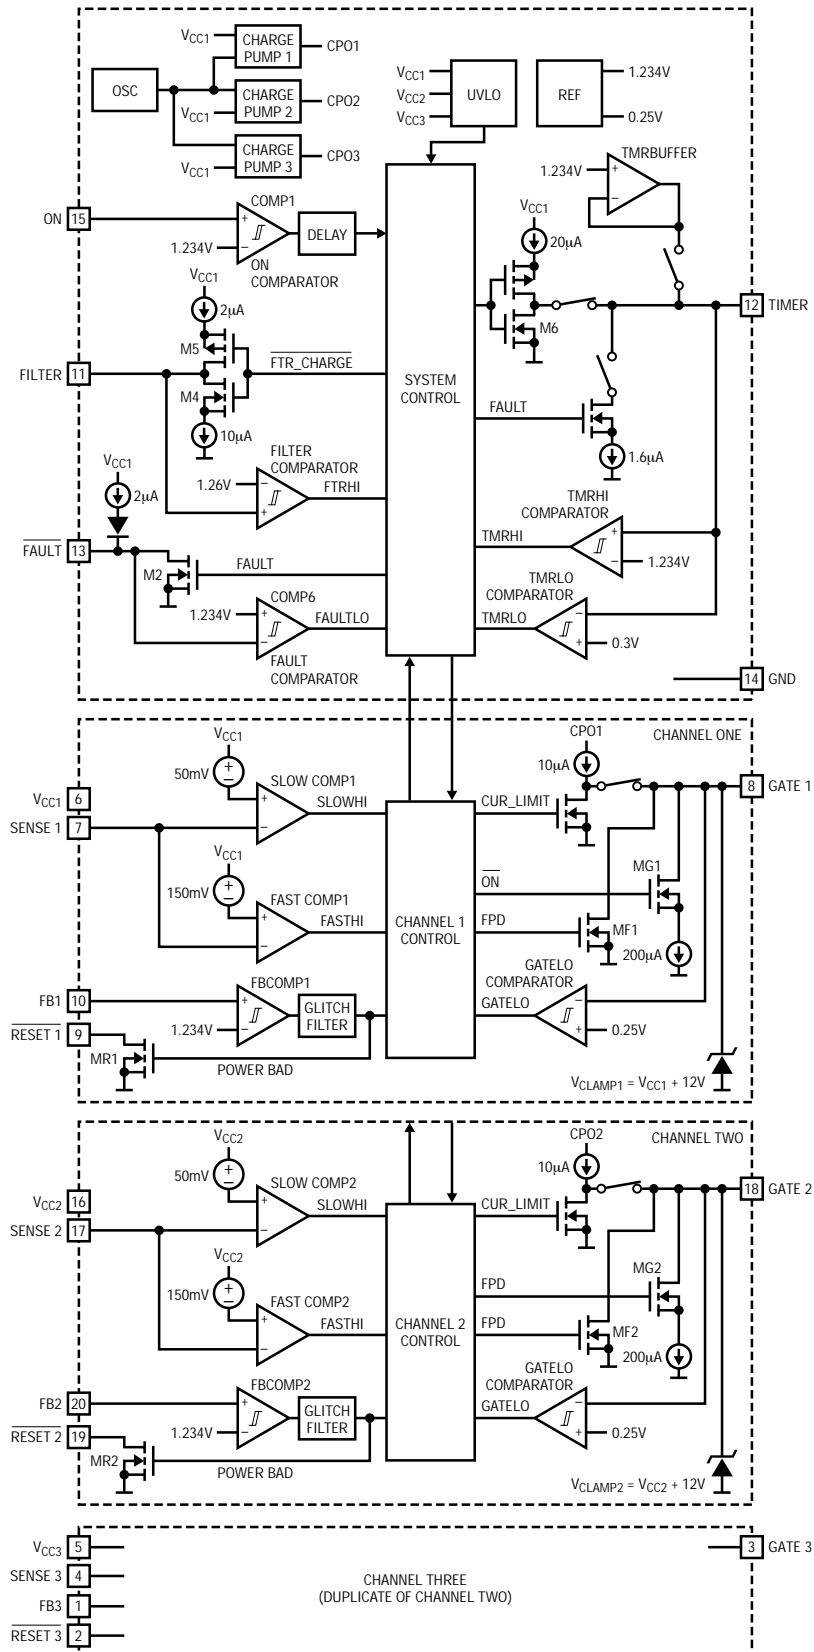 VCC1
CHARGE
PUMP 1
CPO1
OSC
CHARGE
PUMP 2
CPO2
VCC1
CHARGE
PUMP 3
CPO3
VCC1
VCC1
VCC2
VCC3
UVLO
REF
1.234V
0.25V
TMRBUFFER
1.234V
+
−
ON 15
COMP1
+
−
1.234V
ON
COMPARATOR
DELAY
VCC1
20µA
M6
12 TIMER
VCC1
2µA
M5
FILTER 11
M4
10µA
FTR_CHARGE
SYSTEM
CONTROL
FAULT
1.6µA
FILTER
COMPARATOR
1.26V
−
+
FTRHI
VCC1
2µA
TMRHI
COMPARATOR
TMRHI
+
−
1.234V
FAULT 13
M2
FAULT
COMP6
1.234V
+
−
FAULTLO
FAULT
COMPARATOR
TMRLO
COMPARATOR
TMRLO
−
+
0.3V
14 GND
CHANNEL ONE
VCC1
50mV
+
−
SLOW COMP1
+
−
SLOWHI
VCC1 6
SENSE 1 7
VCC1
150mV
+
−
FAST COMP1
+
−
FASTHI
CHANNEL 1
CONTROL
CPO1
10µA
CUR_LIMIT
8 GATE 1
ON
MG1
FPD
MF1
200µA
GATELO
COMPARATOR
GATELO
−
+
0.25V
FB1 10
FBCOMP1
+
−
1.234V
GLITCH
FILTER
RESET 1 9
MR1
POWER BAD
VCLAMP1 = VCC1 + 12V
CHANNEL TWO
VCC2
50mV
+
−
SLOW COMP2
+
−
SLOWHI
VCC2 16
SENSE 2 17
VCC2
150mV
+
−
FAST COMP2
+
−
FASTHI
CHANNEL 2
CONTROL
CPO2
10µA
CUR_LIMIT
18 GATE 2
FPD
MG2
FPD
MF2
200µA
GATELO
COMPARATOR
GATELO
−
+
0.25V
FB2 20
FBCOMP2
+
−
1.234V
GLITCH
FILTER
RESET 2 19
MR2
POWER BAD
VCLAMP2 = VCC2 + 12V
VCC3 5
SENSE 3 4
FB3 1
RESET 3 2
CHANNEL THREE
(DUPLICATE OF CHANNEL TWO)
3 GATE 3